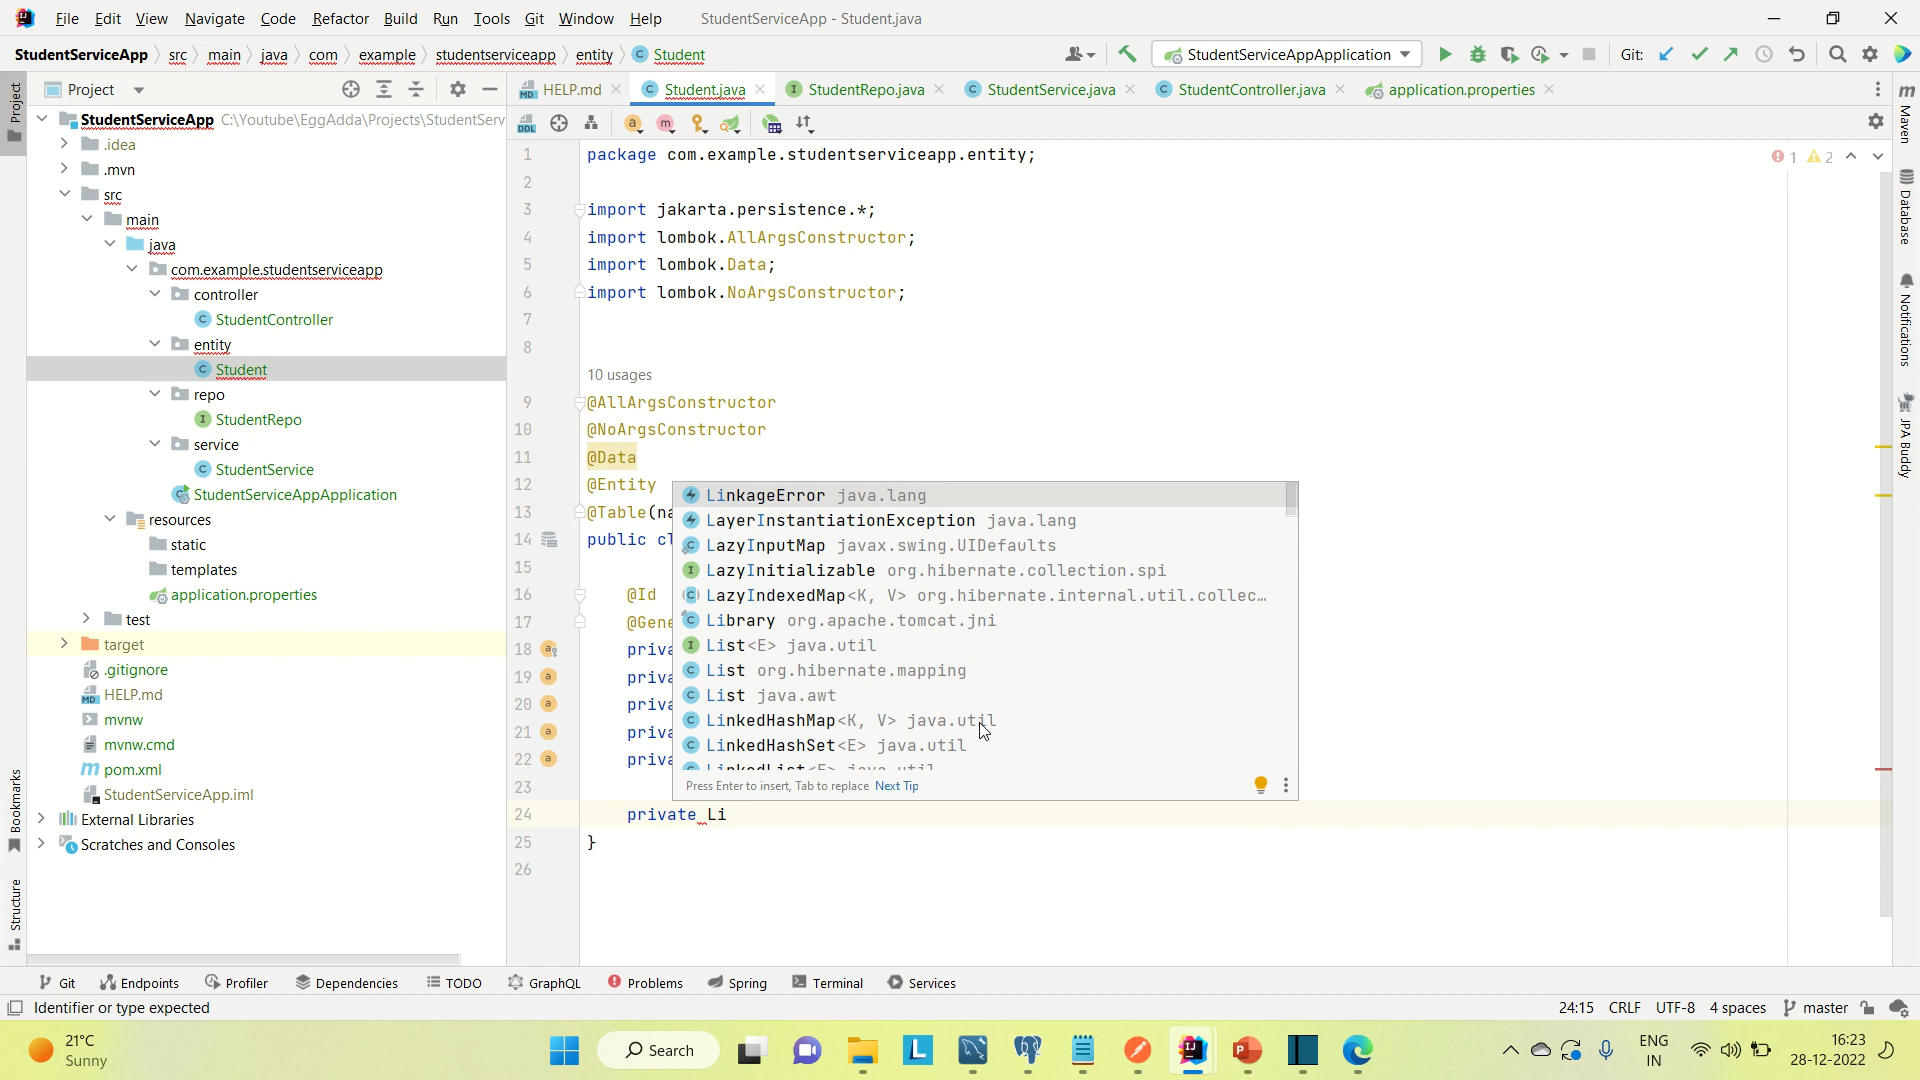 File Edit View Navigate Code Refactor Build Run Tools Git Window Help StudentServiceApp - Student.java
StudentServiceApp src main java com example studentserviceapp entity Student StudentServiceAppApplication Git:
Project HELP.md Student.java StudentRepo.java StudentService.java StudentController.java application.properties
StudentServiceApp C:\Youtube\EggAdda\Projects\StudentServ
.idea
.mvn
src
main
java
com.example.studentserviceapp
controller
StudentController
entity
Student
repo
StudentRepo
service
StudentService
StudentServiceAppApplication
resources
static
templates
application.properties
test
target
.gitignore
HELP.md
mvnw
mvnw.cmd
pom.xml
StudentServiceApp.iml
External Libraries
Scratches and Consoles
Project
Bookmarks
Structure
DDL
1 package com.example.studentserviceapp.entity;
2
3 import jakarta.persistence.*;
4 import lombok.AllArgsConstructor;
5 import lombok.Data;
6 import lombok.NoArgsConstructor;
7
8
10 usages
9 @AllArgsConstructor
10 @NoArgsConstructor
11 @Data
12 @Entity
13 @Table(na
14 public cl
15
16 @Id
17 @Gene
18 priva
19 priva
20 priva
21 priva
22 priva
23
24 private Li
25 }
26
1 2
LinkageError java.lang
LayerInstantiationException java.lang
LazyInputMap javax.swing.UIDefaults
LazyInitializable org.hibernate.collection.spi
LazyIndexedMap<K, V> org.hibernate.internal.util.collec…
Library org.apache.tomcat.jni
List<E> java.util
List org.hibernate.mapping
List java.awt
LinkedHashMap<K, V> java.util
LinkedHashSet<E> java.util
LinkedList<E> java.util
Press Enter to insert, Tab to replace Next Tip
Maven
Database
Notifications
JPA Buddy
Git Endpoints Profiler Dependencies TODO GraphQL Problems Spring Terminal Services
Identifier or type expected 24:15 CRLF UTF-8 4 spaces master
21°C
Sunny
Search
ENG
IN
16:23
28-12-2022